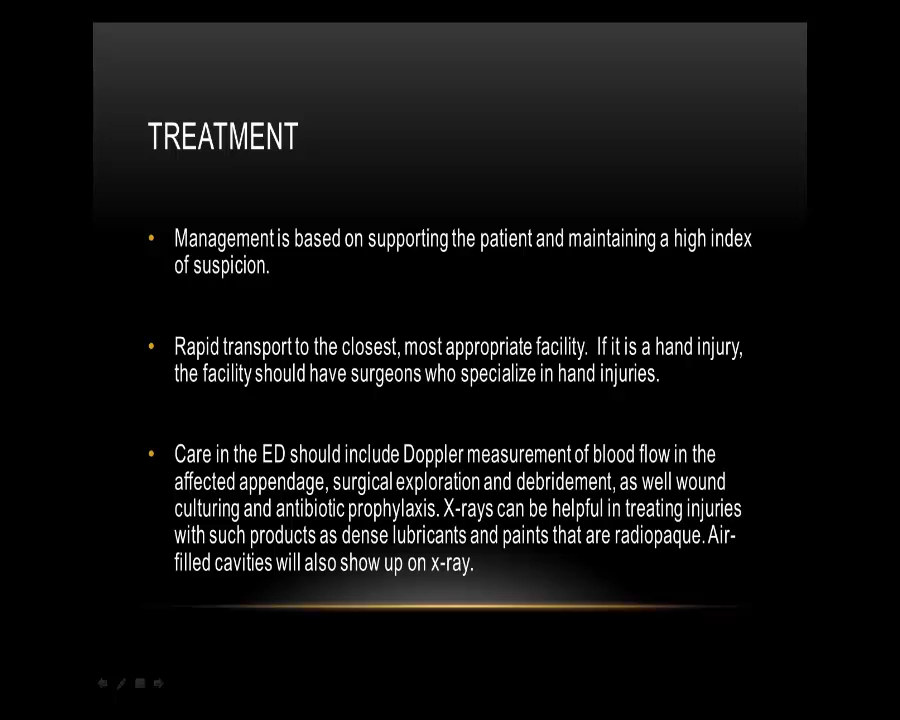 TREATMENT
• Management is based on supporting the patient and maintaining a high index
of suspicion.
• Rapid transport to the closest, most appropriate facility.  If it is a hand injury,
the facility should have surgeons who specialize in hand injuries.
• Care in the ED should include Doppler measurement of blood flow in the
affected appendage, surgical exploration and debridement, as well wound
culturing and antibiotic prophylaxis. X-rays can be helpful in treating injuries
with such products as dense lubricants and paints that are radiopaque. Air-
filled cavities will also show up on x-ray.